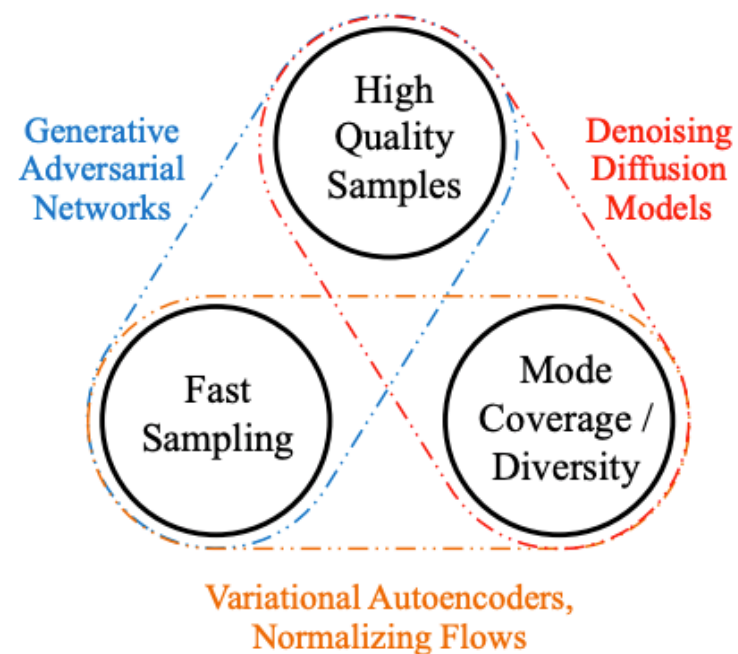 High
Quality
Samples
Generative
Adversarial
Networks
Denoising
Diffusion
Models
Fast
Sampling
Mode
Coverage /
Diversity
Variational Autoencoders,
Normalizing Flows